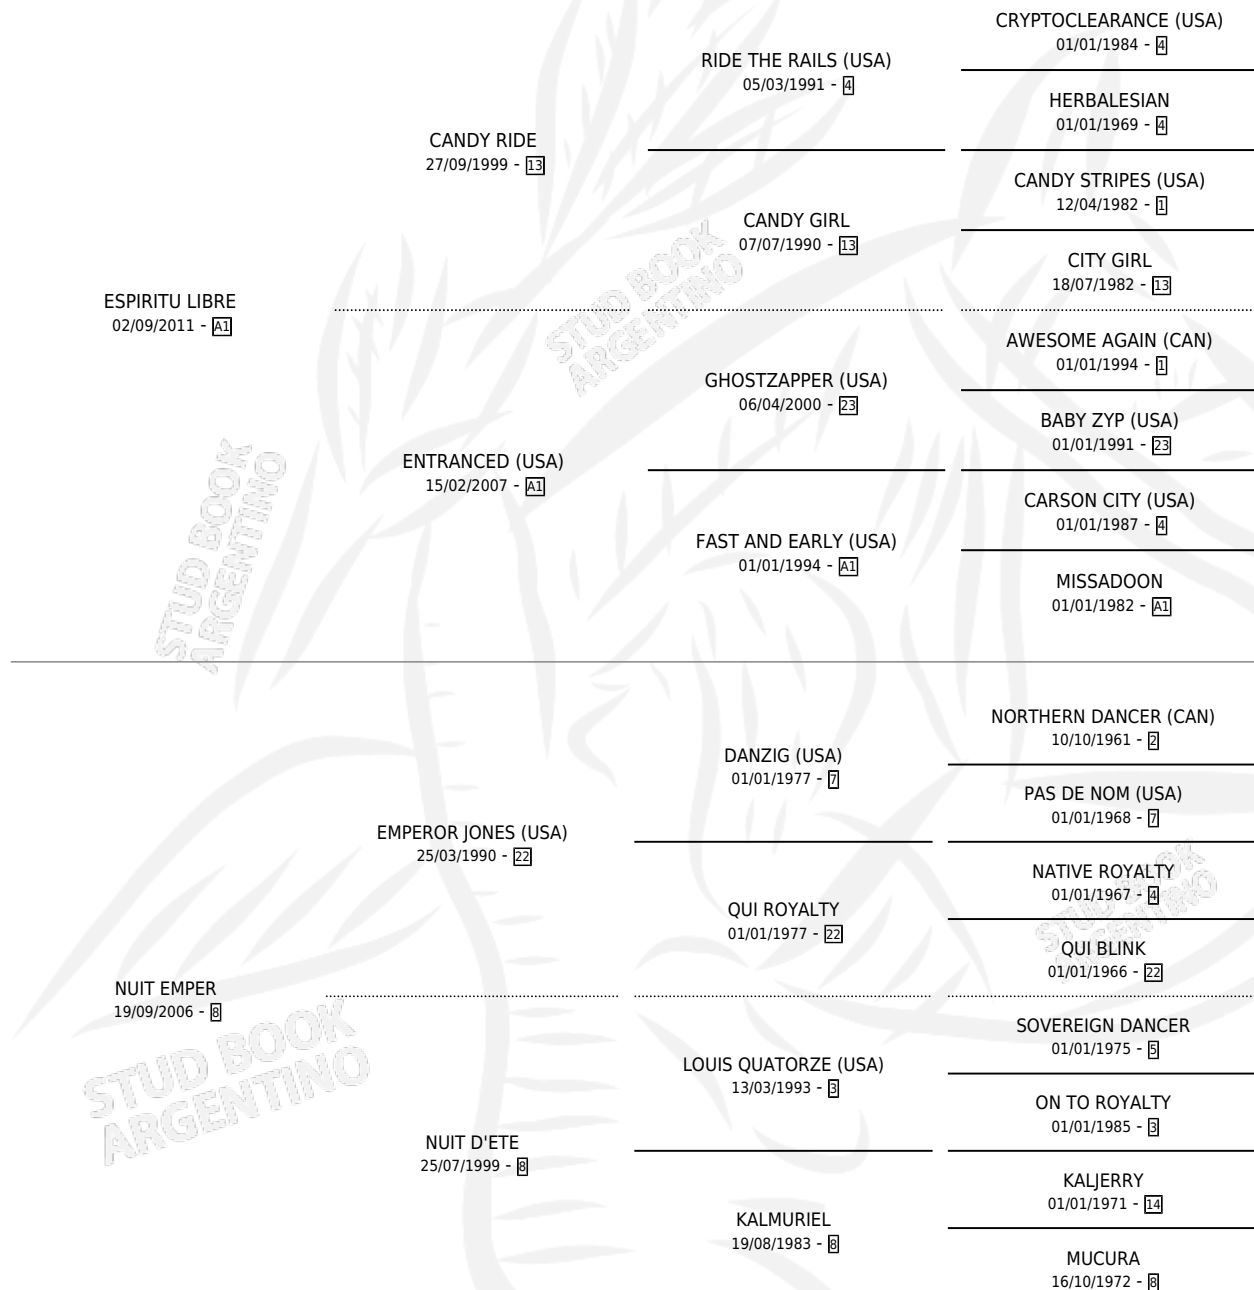 CRYPTOCLEARANCE (USA)
01/01/1984 - 4
RIDE THE RAILS (USA)
05/03/1991 - 4
HERBALESIAN
01/01/1969 - 4
CANDY RIDE
27/09/1999 - 13
CANDY STRIPES (USA)
12/04/1982 - 1
CANDY GIRL
07/07/1990 - 13
CITY GIRL
18/07/1982 - 13
ESPIRITU LIBRE
02/09/2011 - A1
AWESOME AGAIN (CAN)
01/01/1994 - 1
GHOSTZAPPER (USA)
06/04/2000 - 23
BABY ZYP (USA)
01/01/1991 - 23
ENTRANCED (USA)
15/02/2007 - A1
CARSON CITY (USA)
01/01/1987 - 4
FAST AND EARLY (USA)
01/01/1994 - A1
MISSADOON
01/01/1982 - A1
NORTHERN DANCER (CAN)
10/10/1961 - 2
DANZIG (USA)
01/01/1977 - 7
PAS DE NOM (USA)
01/01/1968 - 7
EMPEROR JONES (USA)
25/03/1990 - 22
NATIVE ROYALTY
01/01/1967 - 4
QUI ROYALTY
01/01/1977 - 22
QUI BLINK
01/01/1966 - 22
NUIT EMPER
19/09/2006 - 8
SOVEREIGN DANCER
01/01/1975 - 5
LOUIS QUATORZE (USA)
13/03/1993 - 3
ON TO ROYALTY
01/01/1985 - 3
NUIT D'ETE
25/07/1999 - 8
KALJERRY
01/01/1971 - 14
KALMURIEL
19/08/1983 - 8
MUCURA
16/10/1972 - 8
STUD BOOK
ARGENTINO
STUD BOOK
ARGENTINO
STUD BOOK
ARGENTINO
STUD BOOK
ARGENTINO